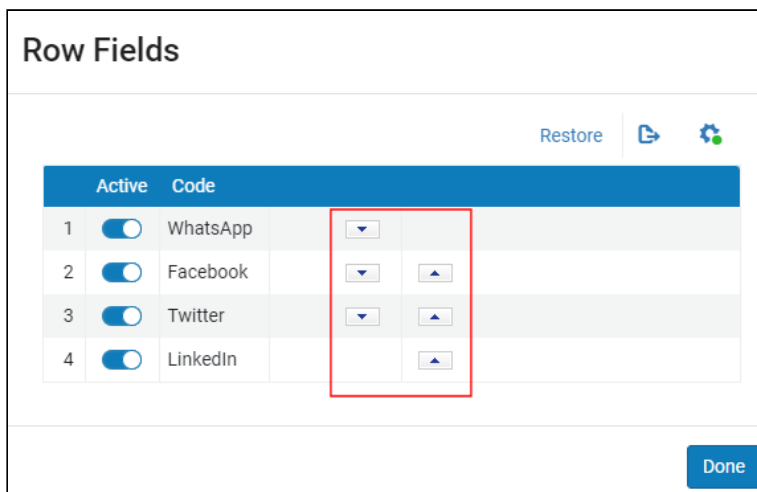 Row Fields
Restore
Active Code
1 WhatsApp
2 Facebook
3 Twitter
4 LinkedIn
Done